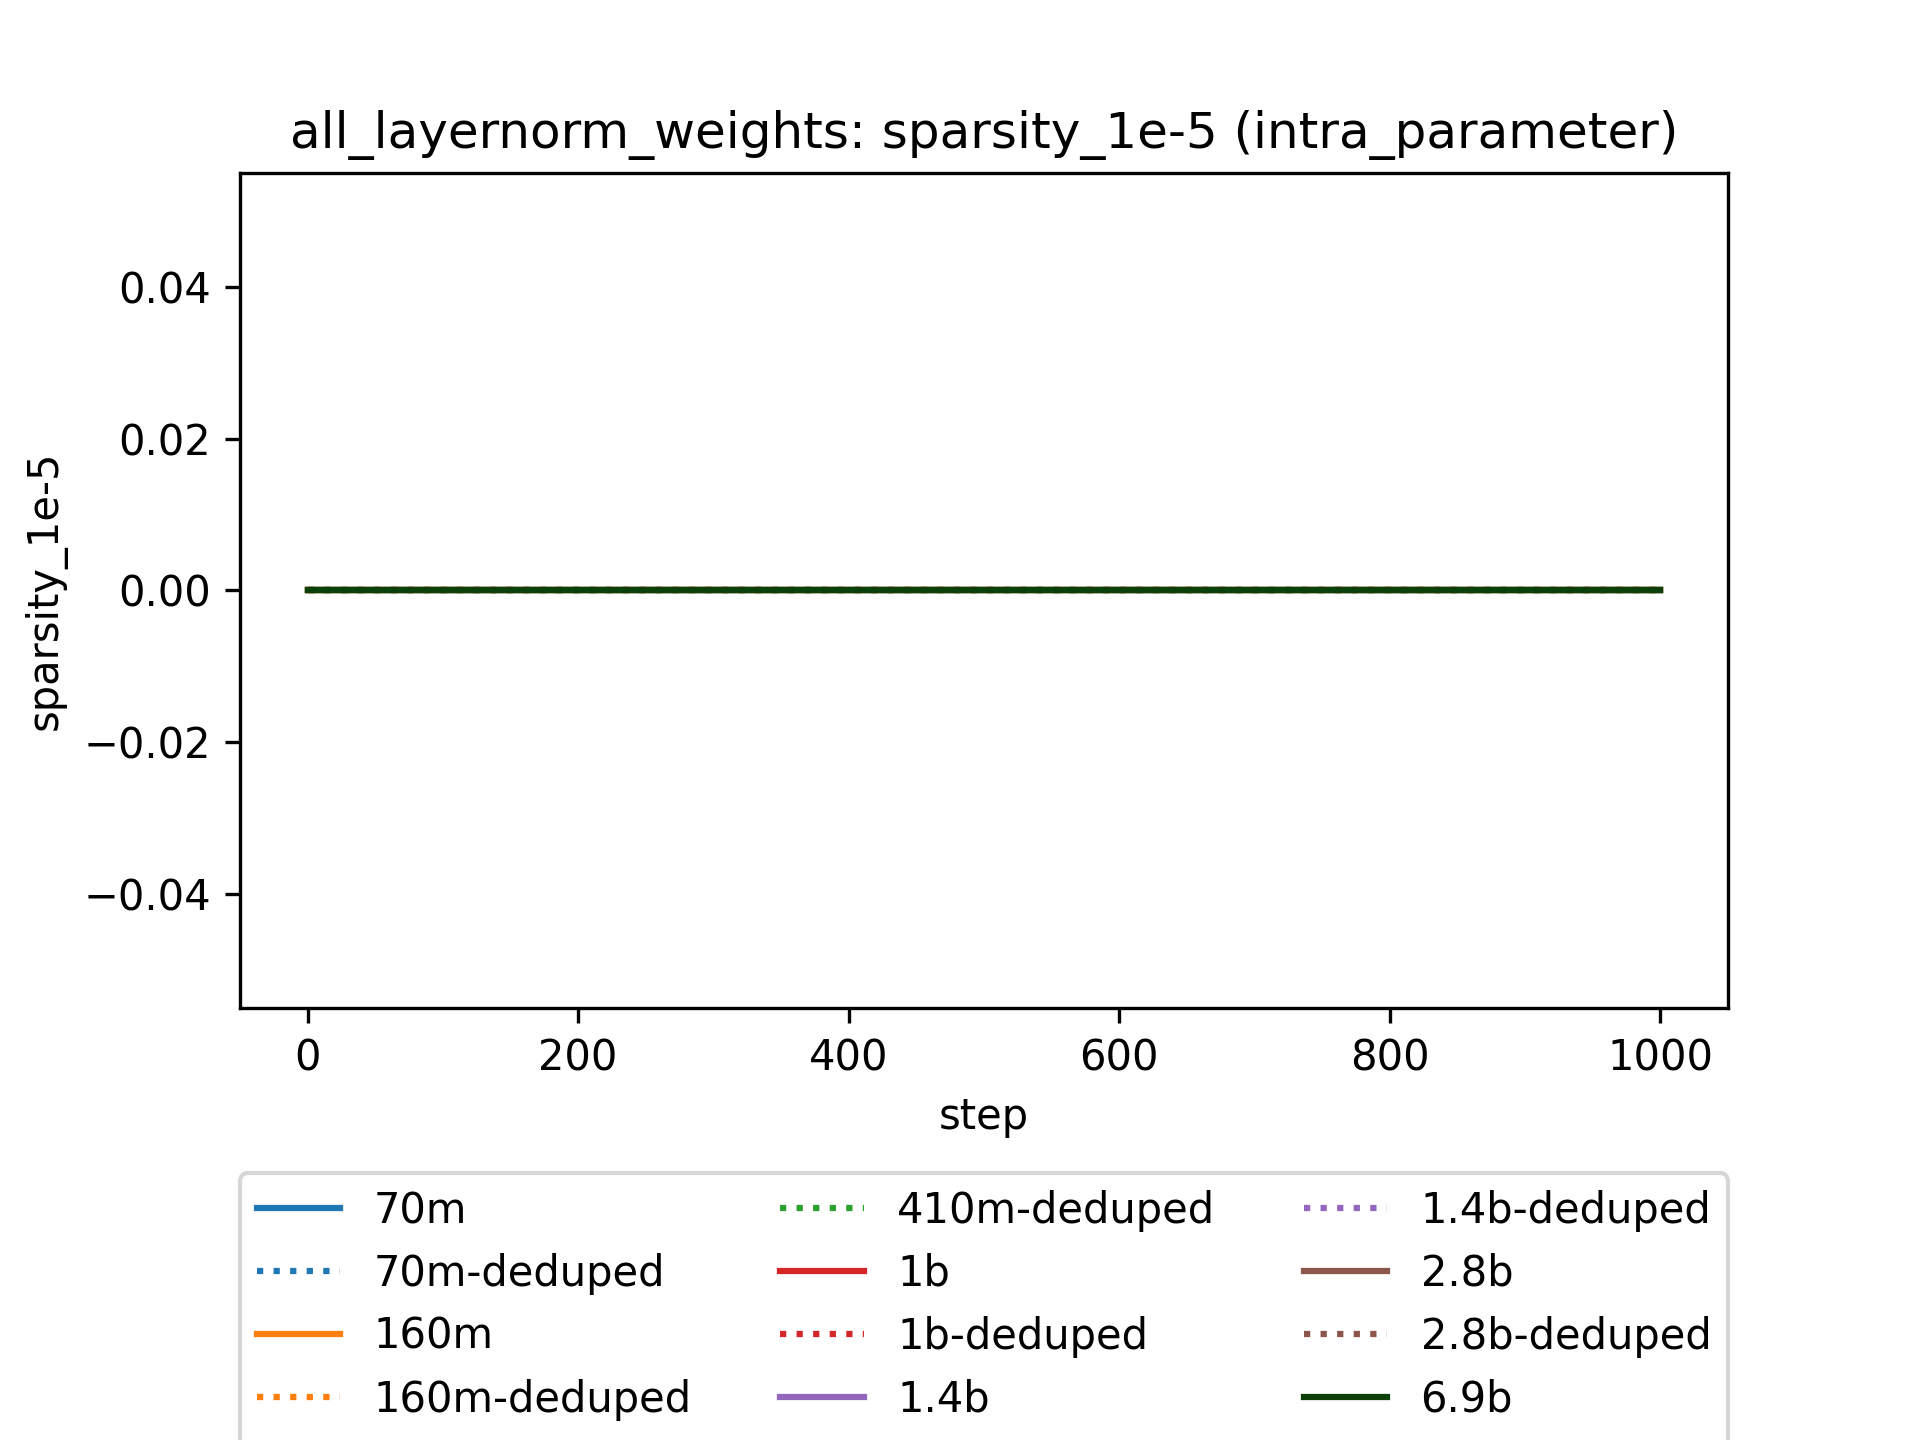 all_layernorm_weights: sparsity_1e-5 (intra_parameter)
sparsity_1e-5
0.04
0.02
0.00
−0.02
−0.04
0 200 400 600 800 1000
step
70m
70m-deduped
160m
160m-deduped
410m-deduped
1b
1b-deduped
1.4b
1.4b-deduped
2.8b
2.8b-deduped
6.9b